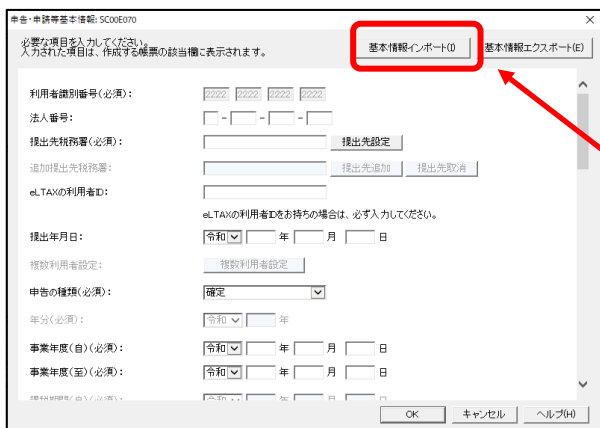 申告・申請等基本情報: SC00E070
必要な項目を入力してください。
入力された項目は、作成する帳票の該当欄に表示されます。
基本情報インポート(I) 基本情報エクスポート(E)
利用者識別番号(必須): 2222 2222 2222 2222
法人番号: - - -
提出先税務署(必須): 提出先設定
追加提出先税務署: 提出先追加 提出先取消
eLTAXの利用者ID:
eLTAXの利用者IDをお持ちの場合は、必ず入力してください。
提出年月日: 令和 年 月 日
複数利用者設定: 複数利用者設定
申告の種類(必須): 確定
年分(必須): 令和 年
事業年度(自)(必須): 令和 年 月 日
事業年度(至)(必須): 令和 年 月 日
課税期間(自)(必須): 令和 年 月 日
OK キャンセル ヘルプ(H)